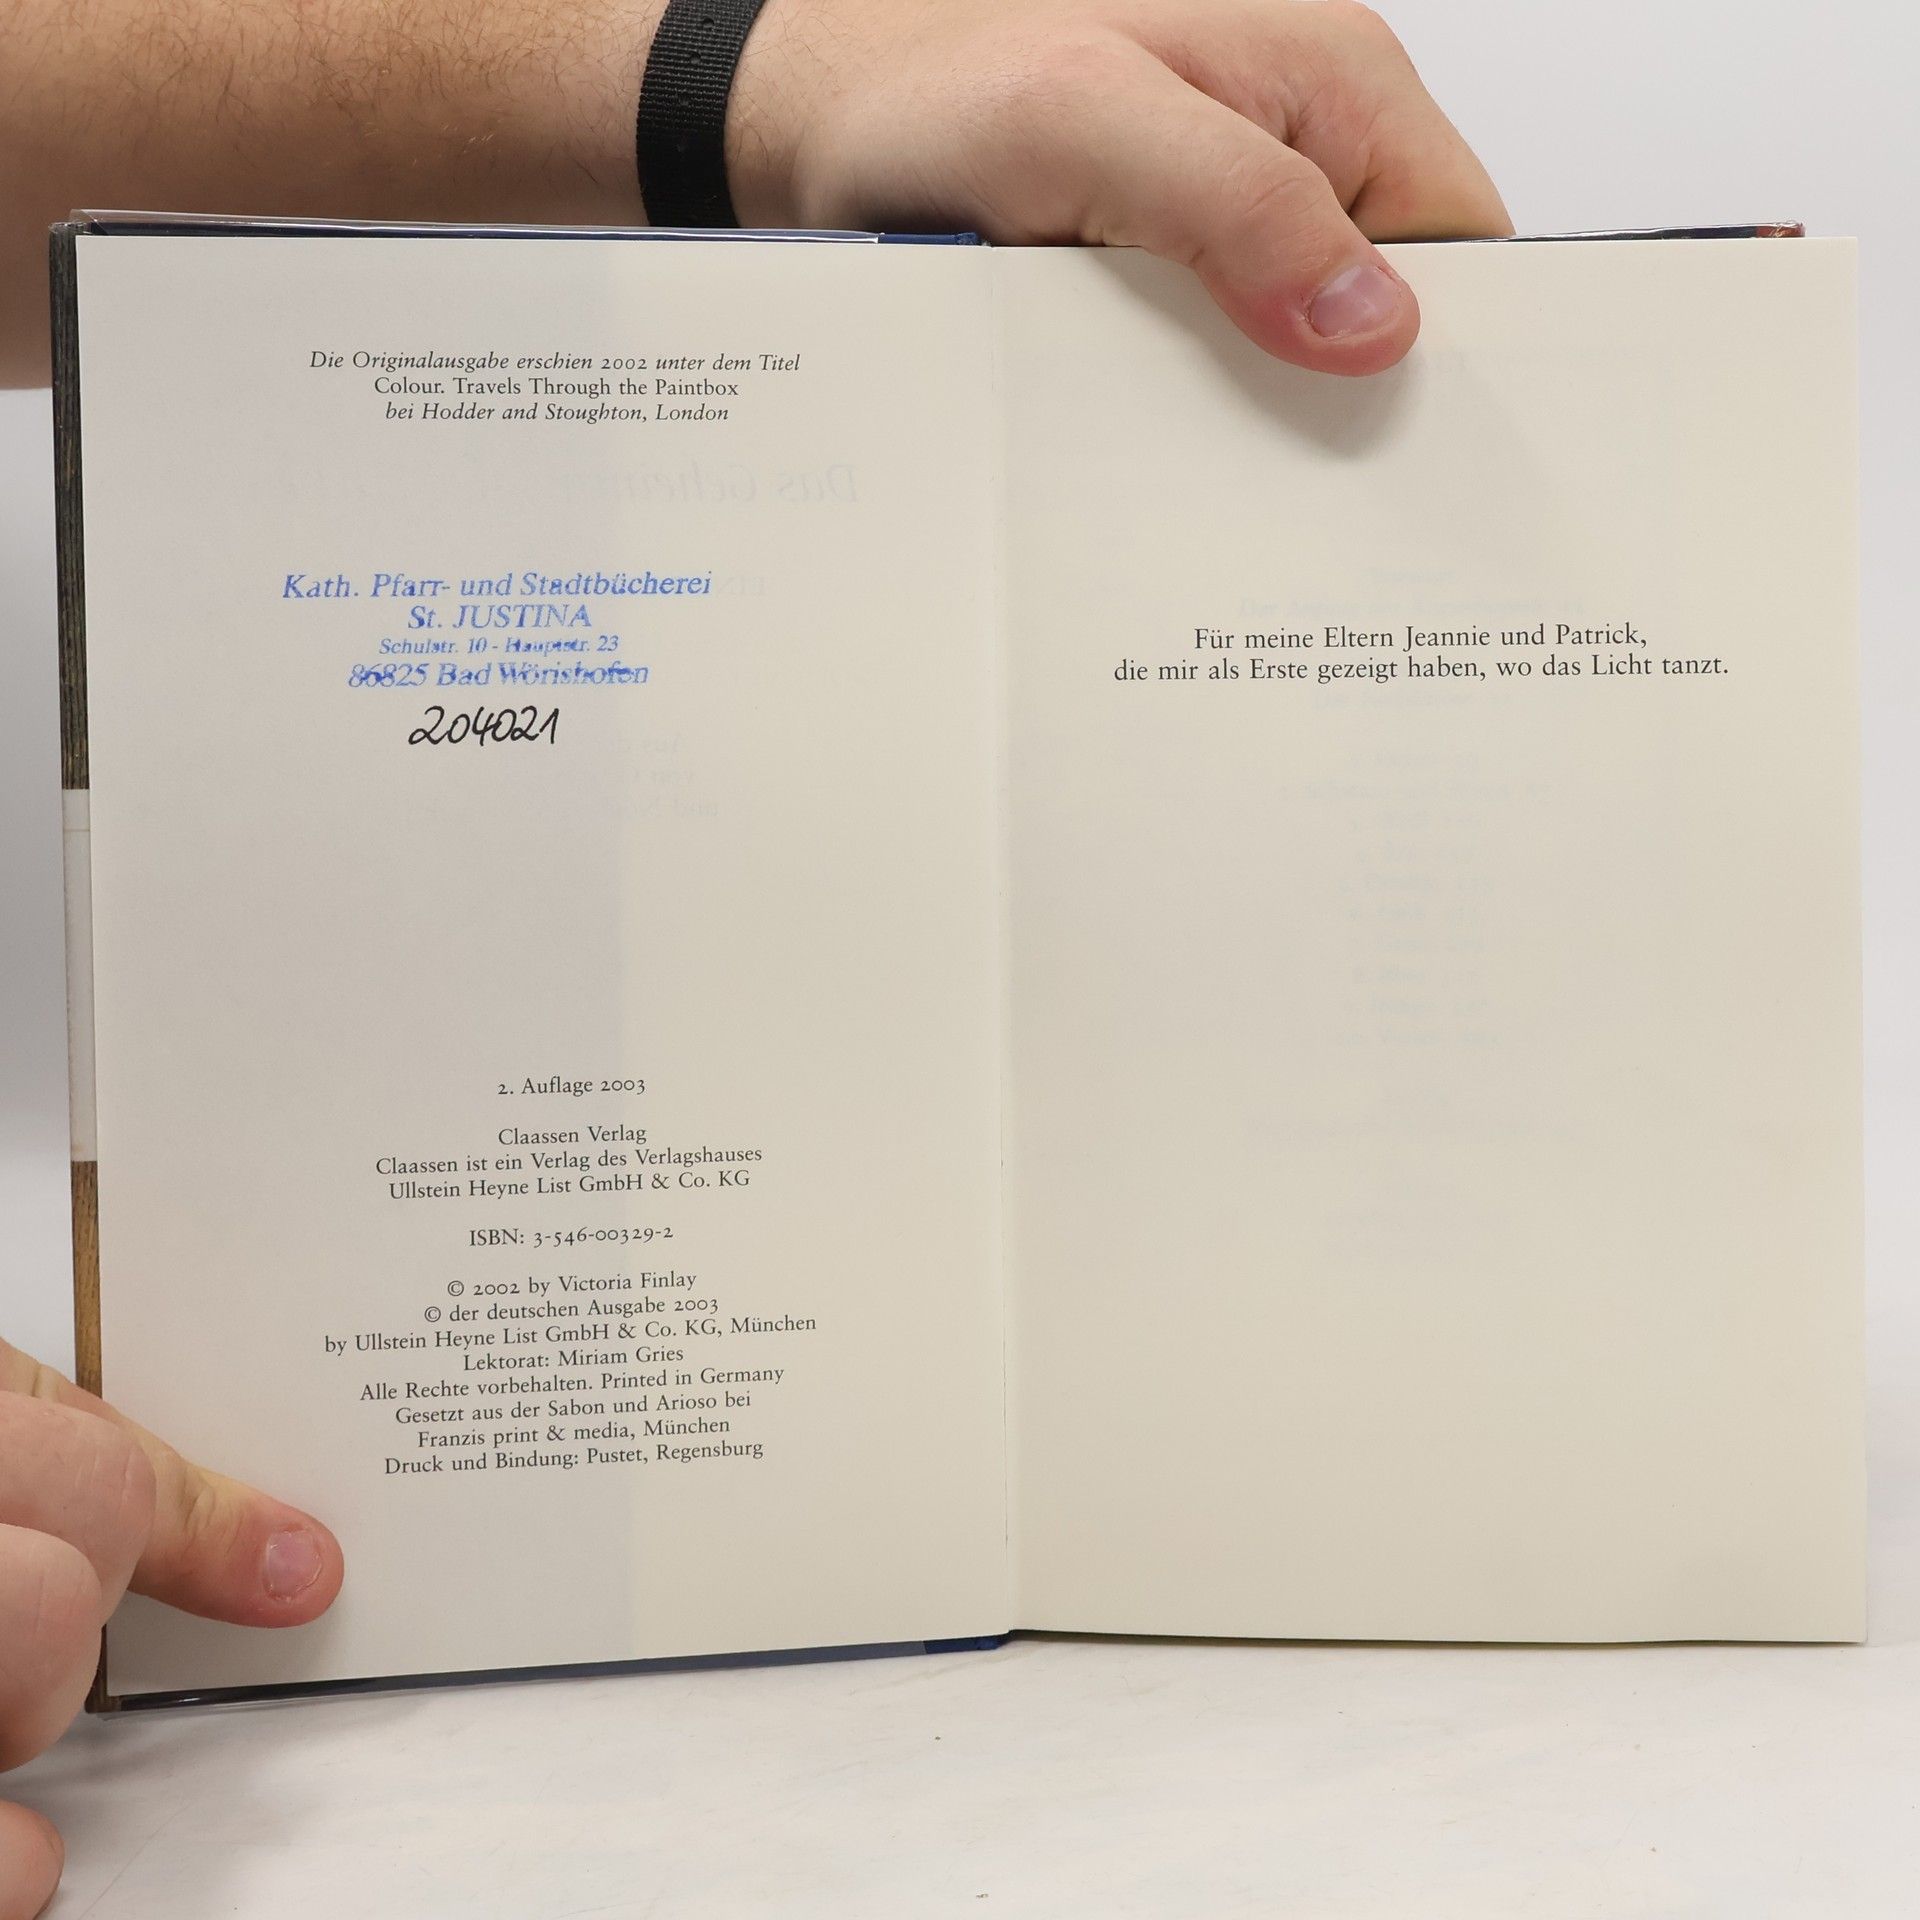 Die Originalausgabe erschien 2002 unter dem Titel
Colour. Travels Through the Paintbox
bei Hodder and Stoughton, London
Kath. Pfarr- und Stadtbücherei
St. JUSTINA
Schulstr. 10 - Hauptstr. 23
86825 Bad Wörishofen
204021
2. Auflage 2003
Claassen Verlag
Claassen ist ein Verlag des Verlagshauses
Ullstein Heyne List GmbH & Co. KG
ISBN: 3-546-00329-2
© 2002 by Victoria Finlay
© der deutschen Ausgabe 2003
by Ullstein Heyne List GmbH & Co. KG, München
Lektorat: Miriam Gries
Alle Rechte vorbehalten. Printed in Germany
Gesetzt aus der Sabon und Arioso bei
Franzis print & media, München
Druck und Bindung: Pustet, Regensburg
Für meine Eltern Jeannie und Patrick,
die mir als Erste gezeigt haben, wo das Licht tanzt.